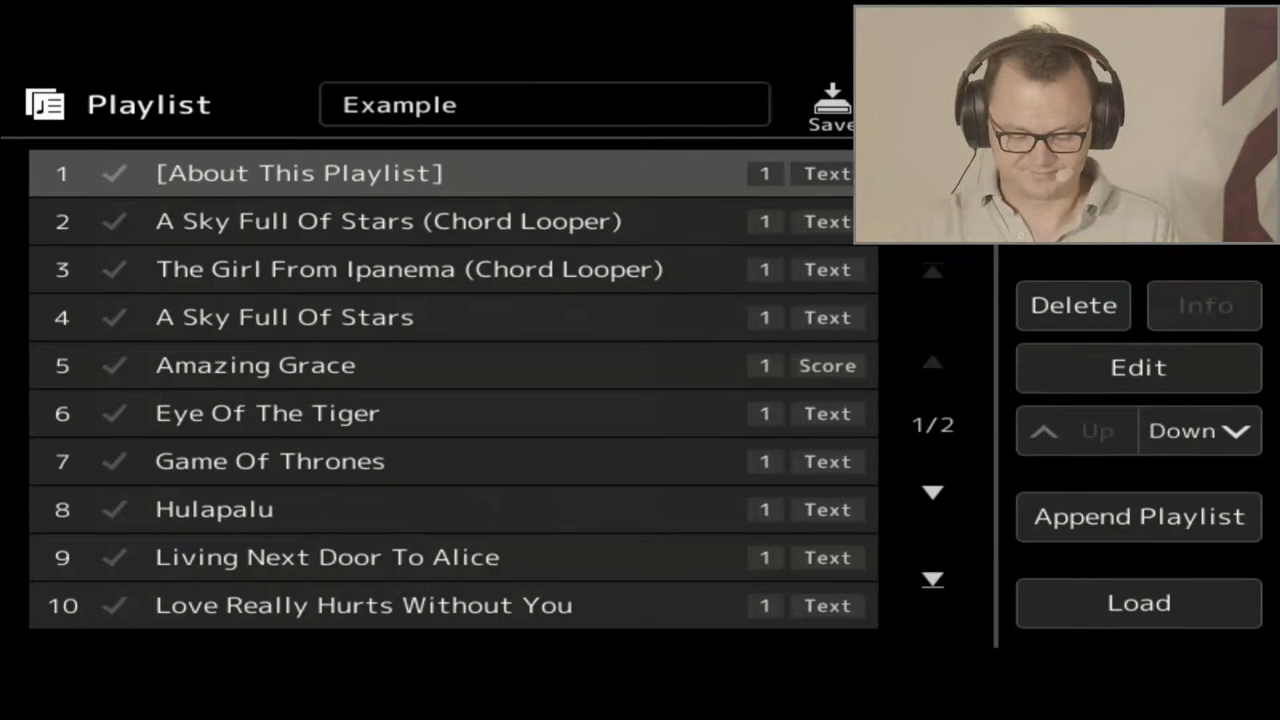 Playlist
Example
Save
1 [About This Playlist] 1 Text
2 A Sky Full Of Stars (Chord Looper) 1 Text
3 The Girl From Ipanema (Chord Looper) 1 Text
4 A Sky Full Of Stars 1 Text
5 Amazing Grace 1 Score
6 Eye Of The Tiger 1 Text
7 Game Of Thrones 1 Text
8 Hulapalu 1 Text
9 Living Next Door To Alice 1 Text
10 Love Really Hurts Without You 1 Text
1/2
Delete
Info
Edit
Up
Down
Append Playlist
Load